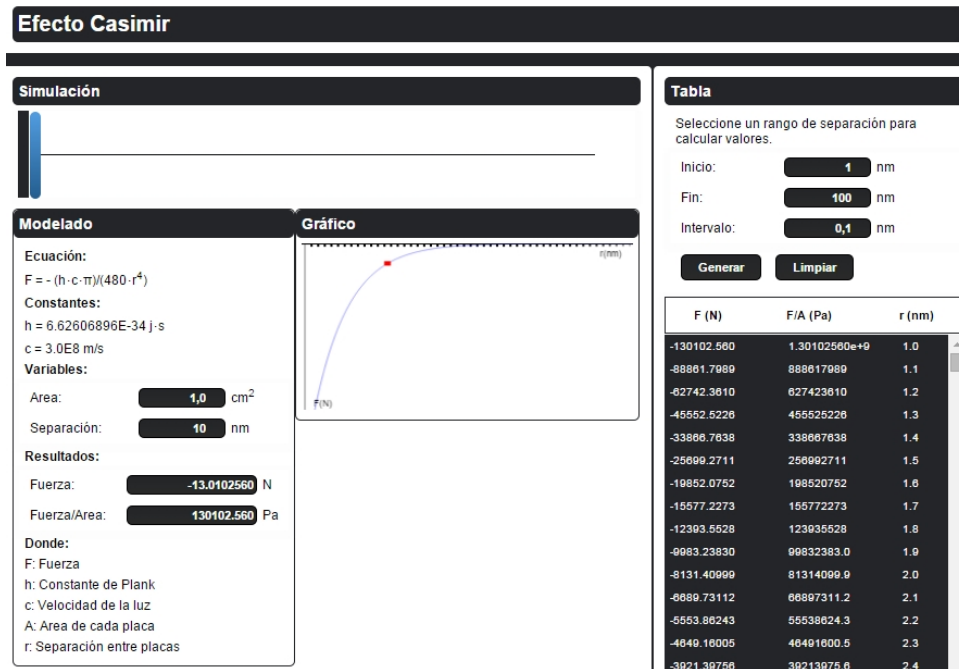 Efecto Casimir
Simulación
Modelado
Ecuación:
F = - (h·c·π)/(480·r⁴)
Constantes:
h = 6.62606896E-34 j·s
c = 3.0E8 m/s
Variables:
Area: 1,0 cm²
Separación: 10 nm
Resultados:
Fuerza: -13.0102560 N
Fuerza/Area: 130102.560 Pa
Donde:
F: Fuerza
h: Constante de Plank
c: Velocidad de la luz
A: Area de cada placa
r: Separación entre placas
Gráfico
r(nm)
F(N)
Tabla
Seleccione un rango de separación para
calcular valores.
Inicio: 1 nm
Fin: 100 nm
Intervalo: 0,1 nm
Generar Limpiar
F (N) F/A (Pa) r (nm)
-130102.560 1.30102560e+9 1.0
-88861.7989 888617989 1.1
-62742.3610 627423610 1.2
-45552.5226 455525226 1.3
-33866.7638 338667638 1.4
-25699.2711 256992711 1.5
-19852.0752 198520752 1.6
-15577.2273 155772273 1.7
-12393.5528 123935528 1.8
-9983.23830 99832383.0 1.9
-8131.40999 81314099.9 2.0
-6689.73112 66897311.2 2.1
-5553.86243 55538624.3 2.2
-4649.16005 46491600.5 2.3
-3921.39756 39213975.6 2.4